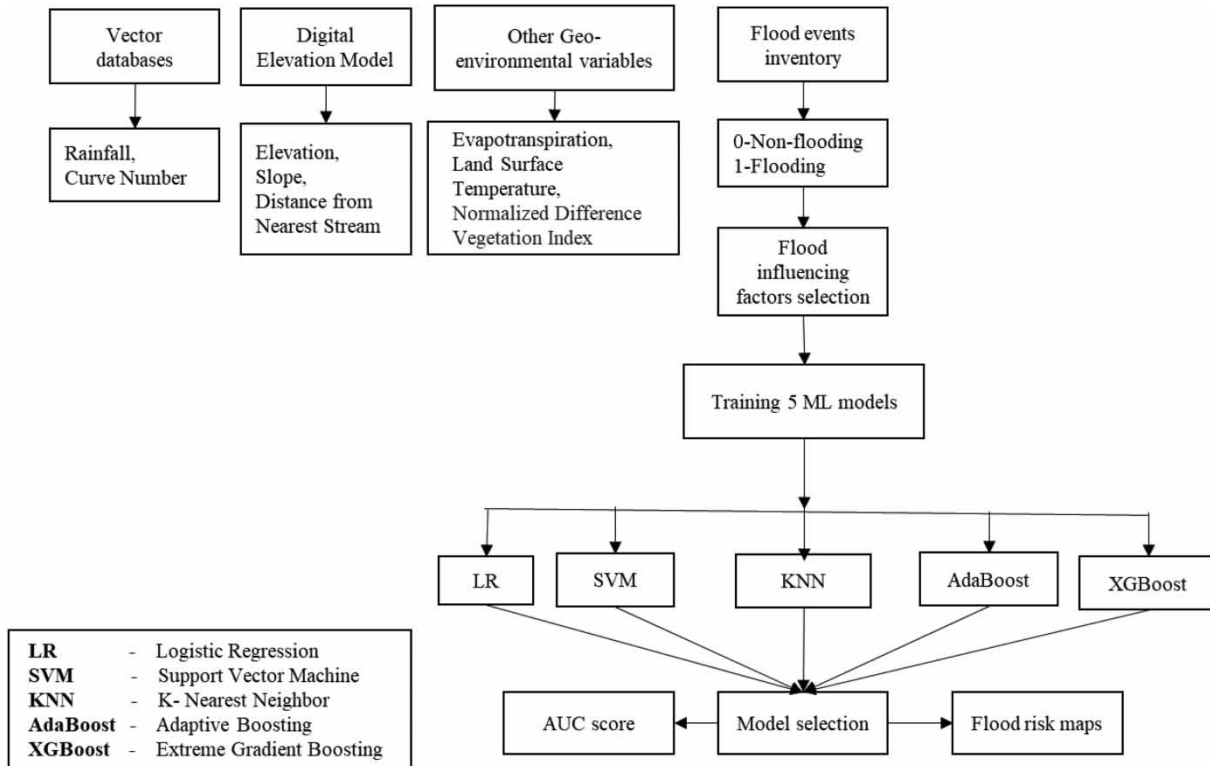 Vector
databases
Digital
Elevation Model
Other Geo-
environmental variables
Flood events
inventory
Rainfall,
Curve Number
Elevation,
Slope,
Distance from
Nearest Stream
Evapotranspiration,
Land Surface
Temperature,
Normalized Difference
Vegetation Index
0-Non-flooding
1-Flooding
Flood
influencing
factors selection
Training 5 ML models
LR
SVM
KNN
AdaBoost
XGBoost
AUC score
Model selection
Flood risk maps
LR - Logistic Regression
SVM - Support Vector Machine
KNN - K- Nearest Neighbor
AdaBoost - Adaptive Boosting
XGBoost - Extreme Gradient Boosting